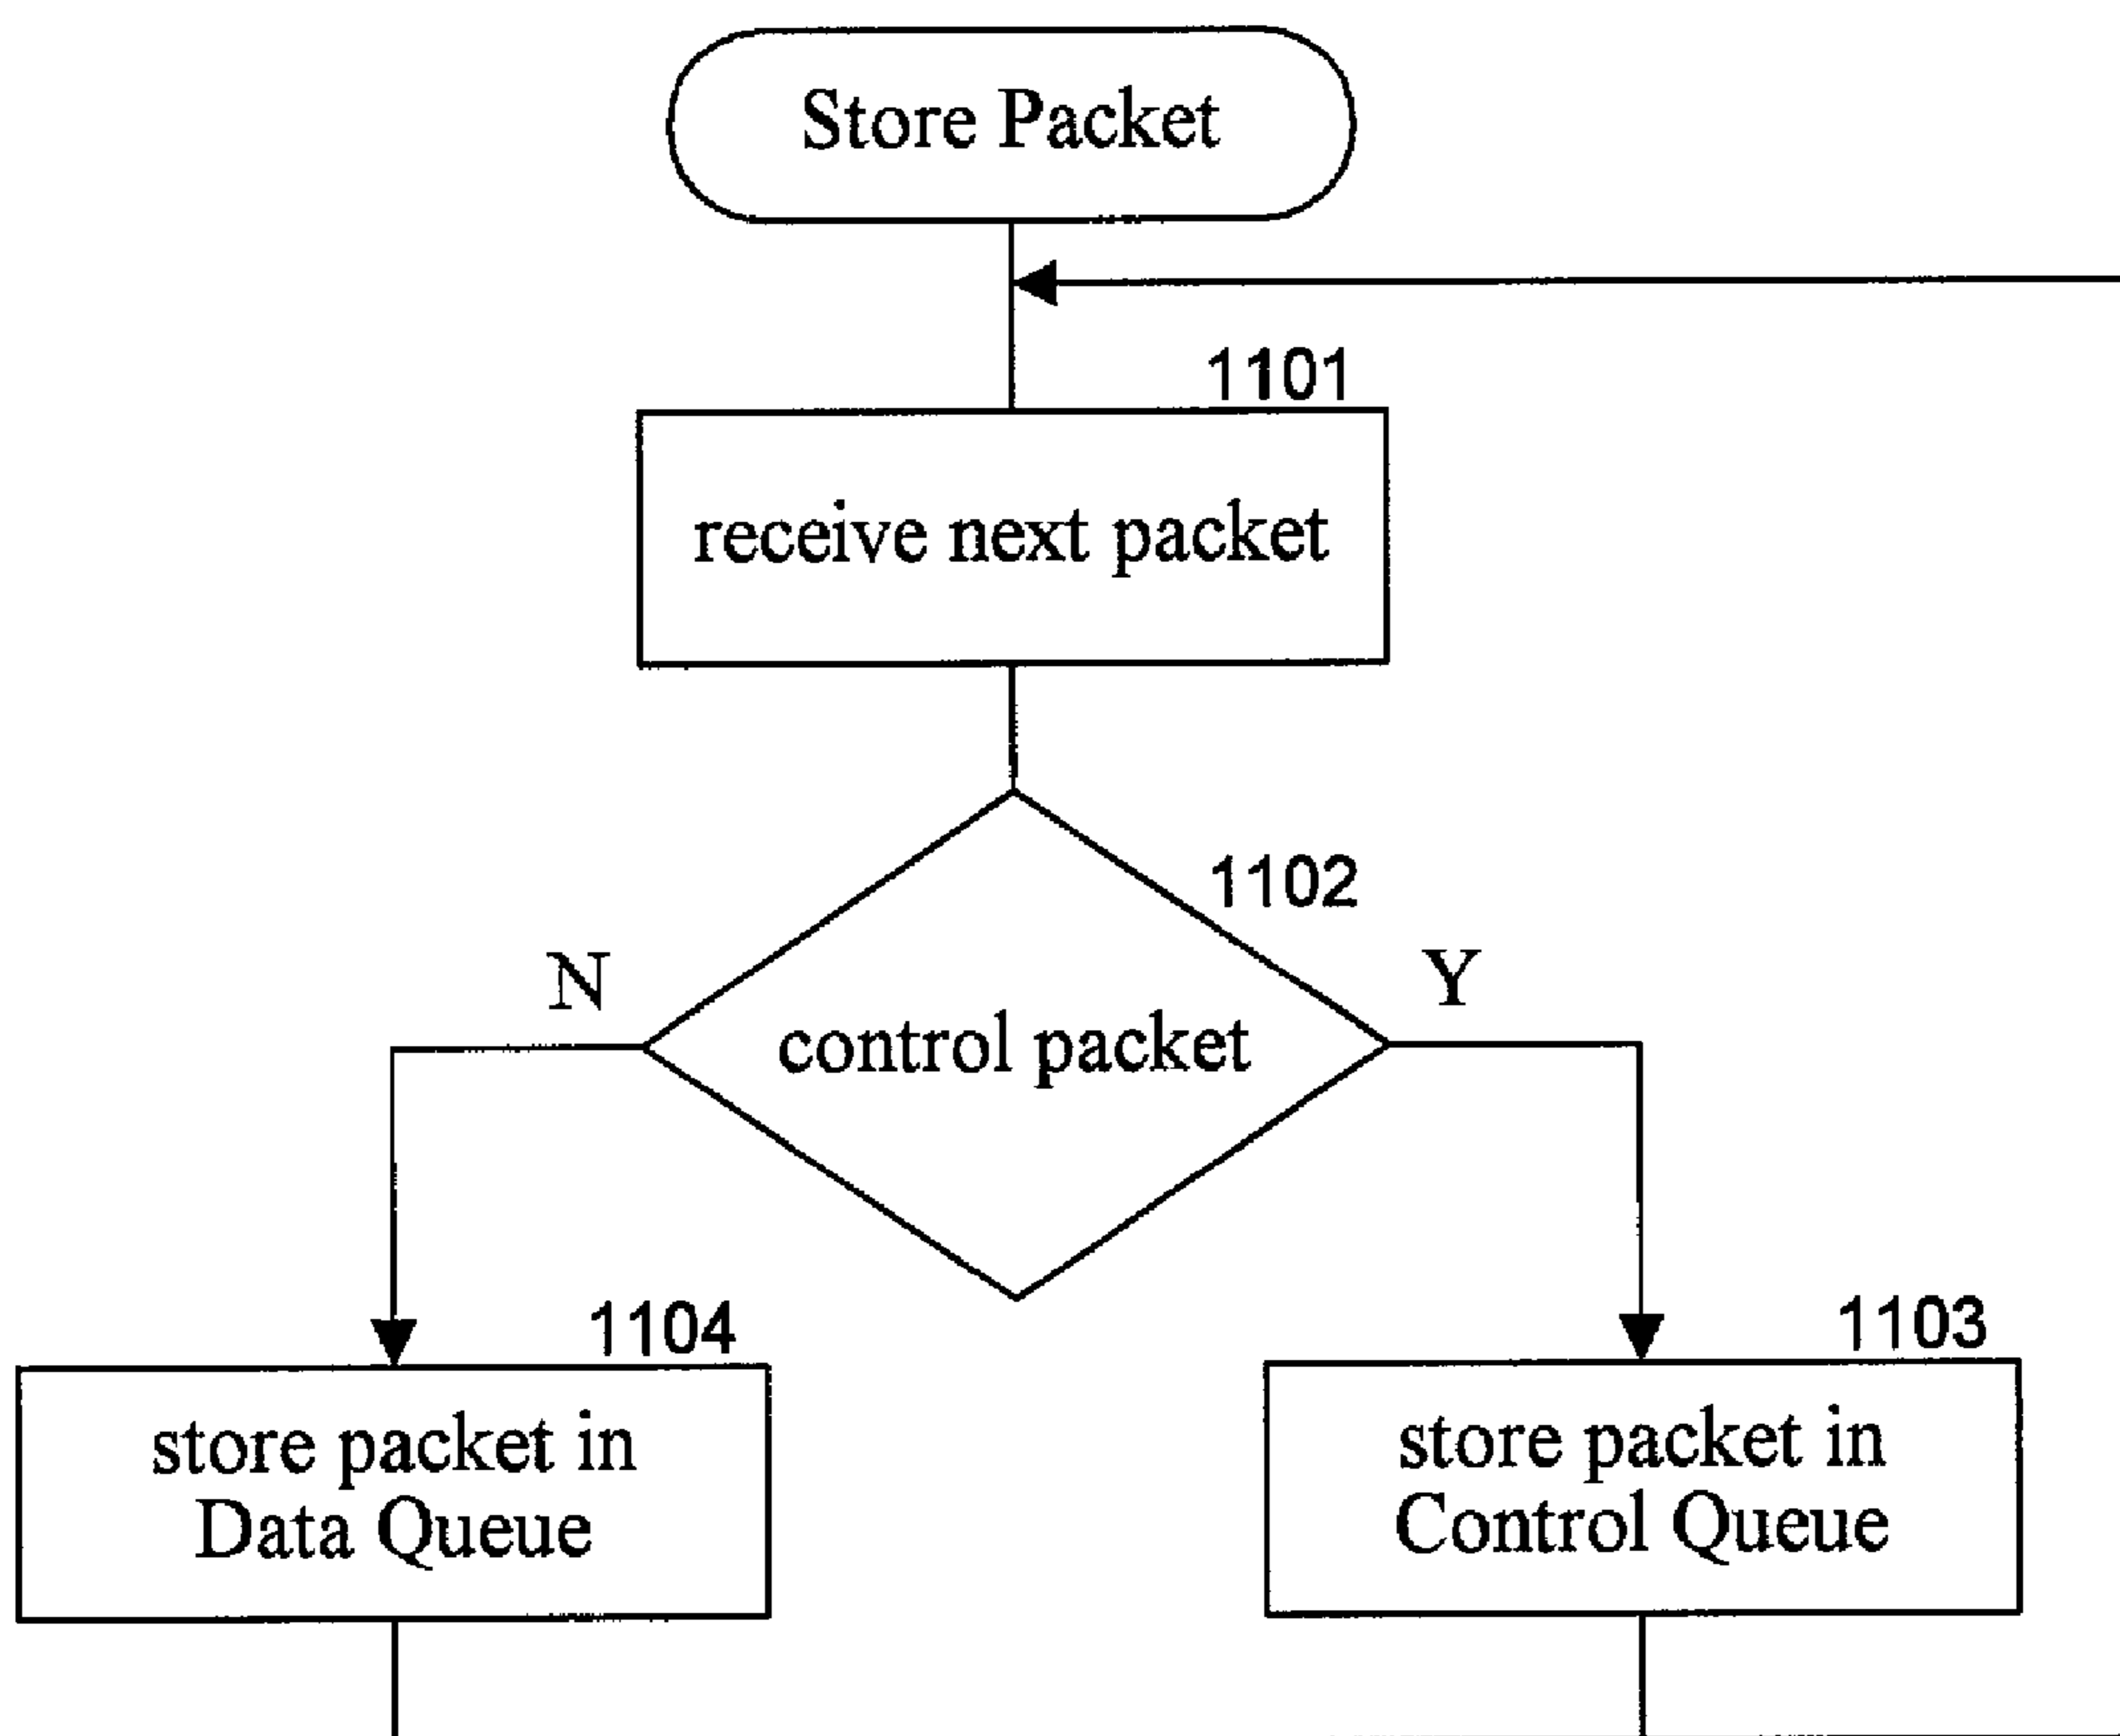 Store Packet
1101
receive next packet
1102
N
Y
control packet
1104
1103
store packet in
Data Queue
store packet in
Control Queue